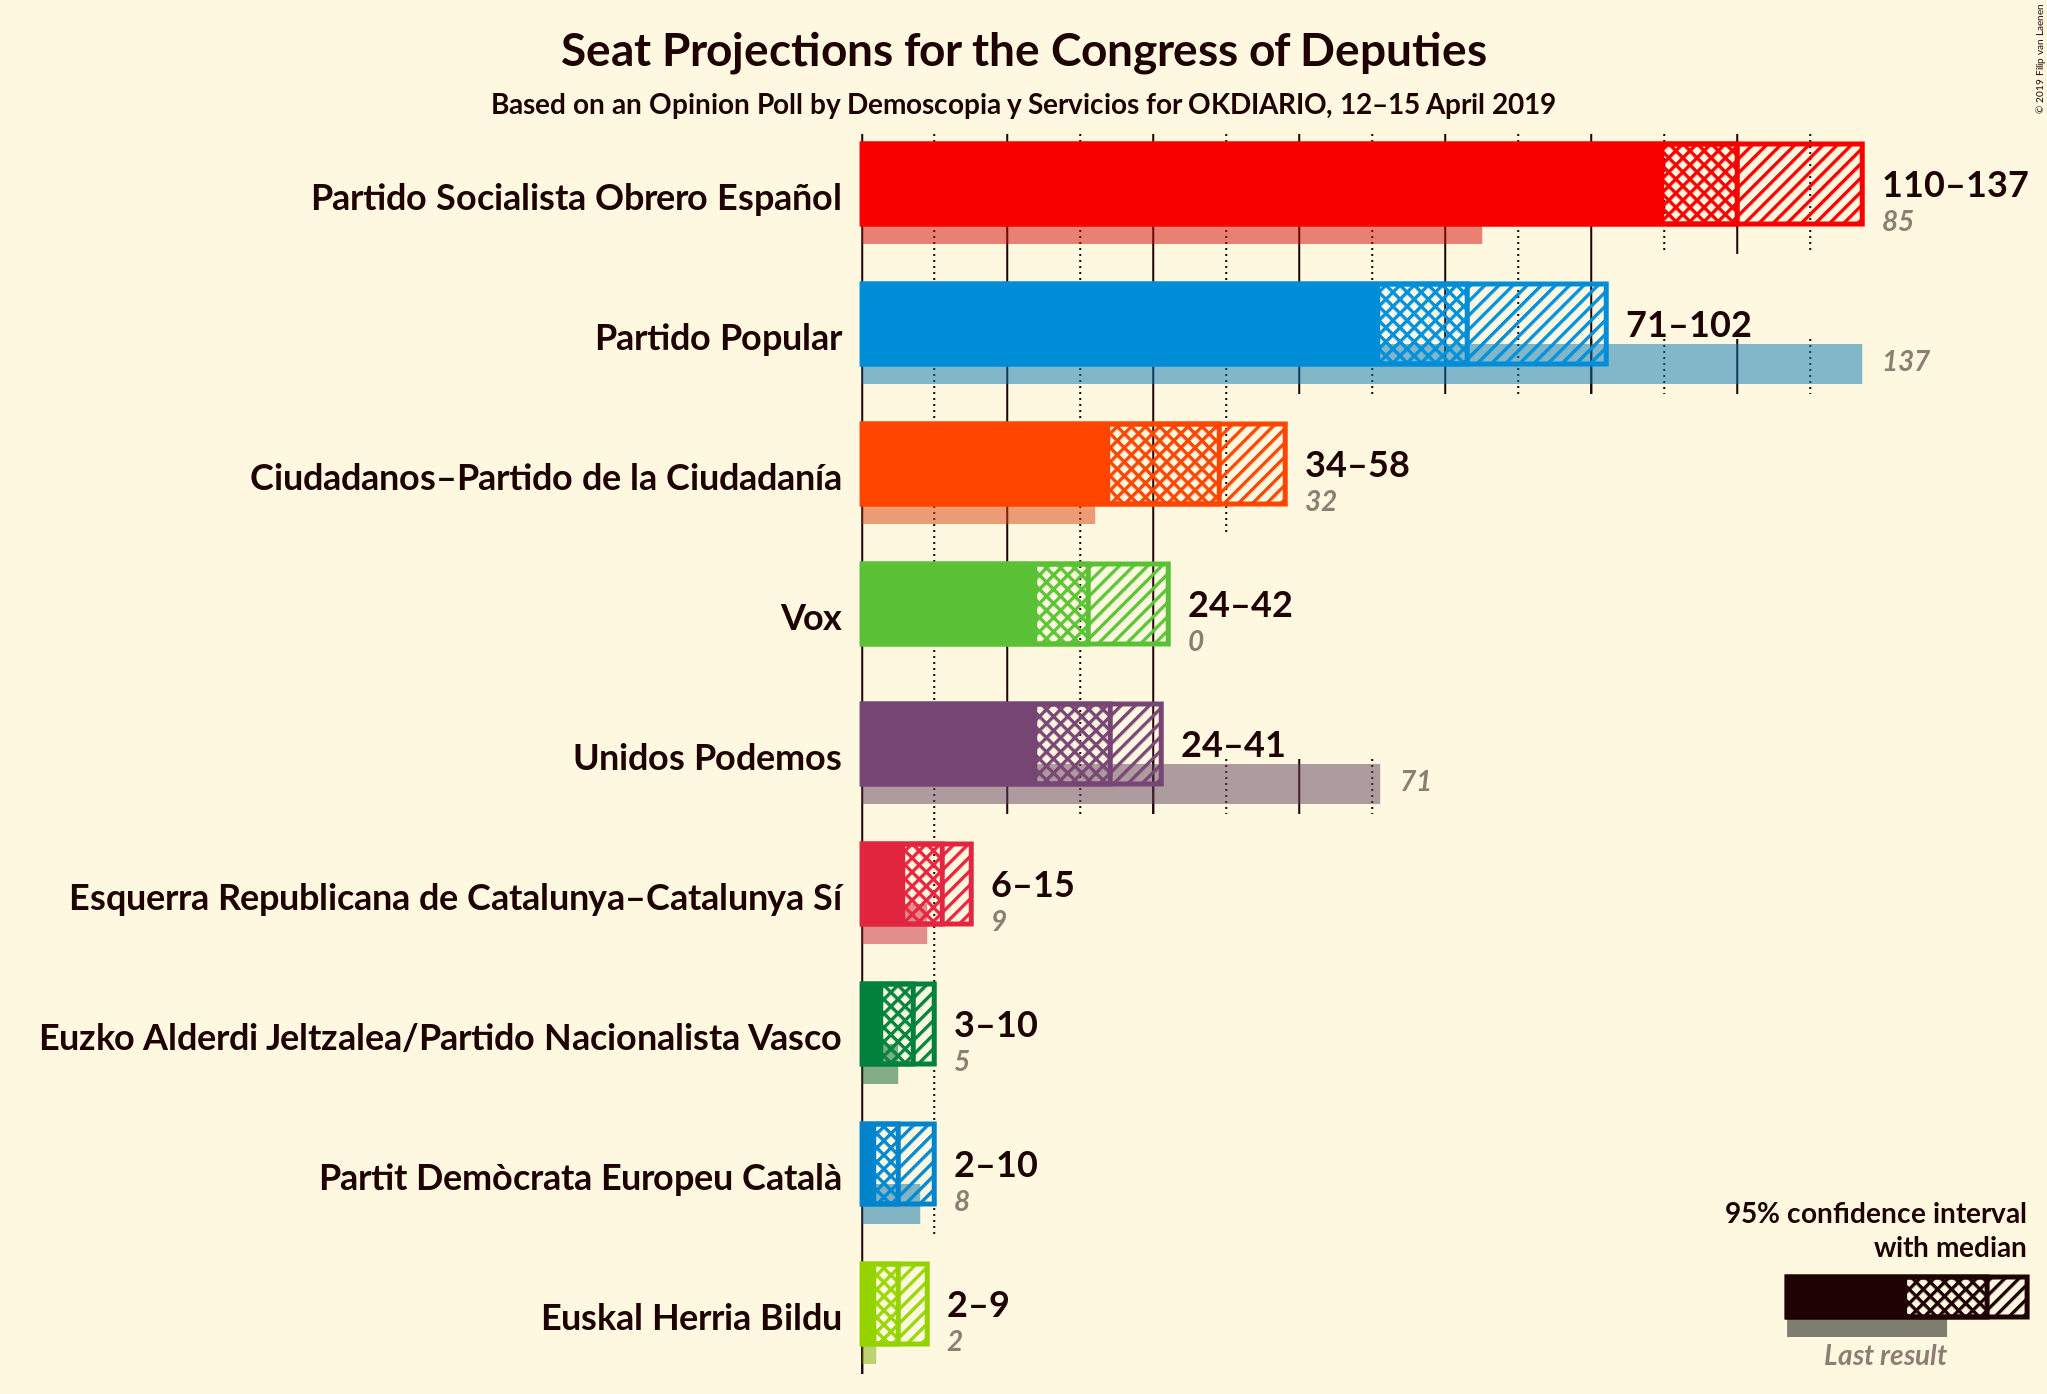 Seat Projections for the Congress of Deputies
Based on an Opinion Poll by Demoscopia y Servicios for OKDIARIO, 12–15 April 2019
© 2019 Filip van Laenen
Partido Socialista Obrero Español
110–137
85
Partido Popular
71–102
137
Ciudadanos–Partido de la Ciudadanía
34–58
32
Vox
24–42
0
Unidos Podemos
24–41
71
Esquerra Republicana de Catalunya–Catalunya Sí
6–15
9
Euzko Alderdi Jeltzalea/Partido Nacionalista Vasco
3–10
5
Partit Demòcrata Europeu Català
2–10
8
Euskal Herria Bildu
2–9
2
95% confidence interval
with median
Last result